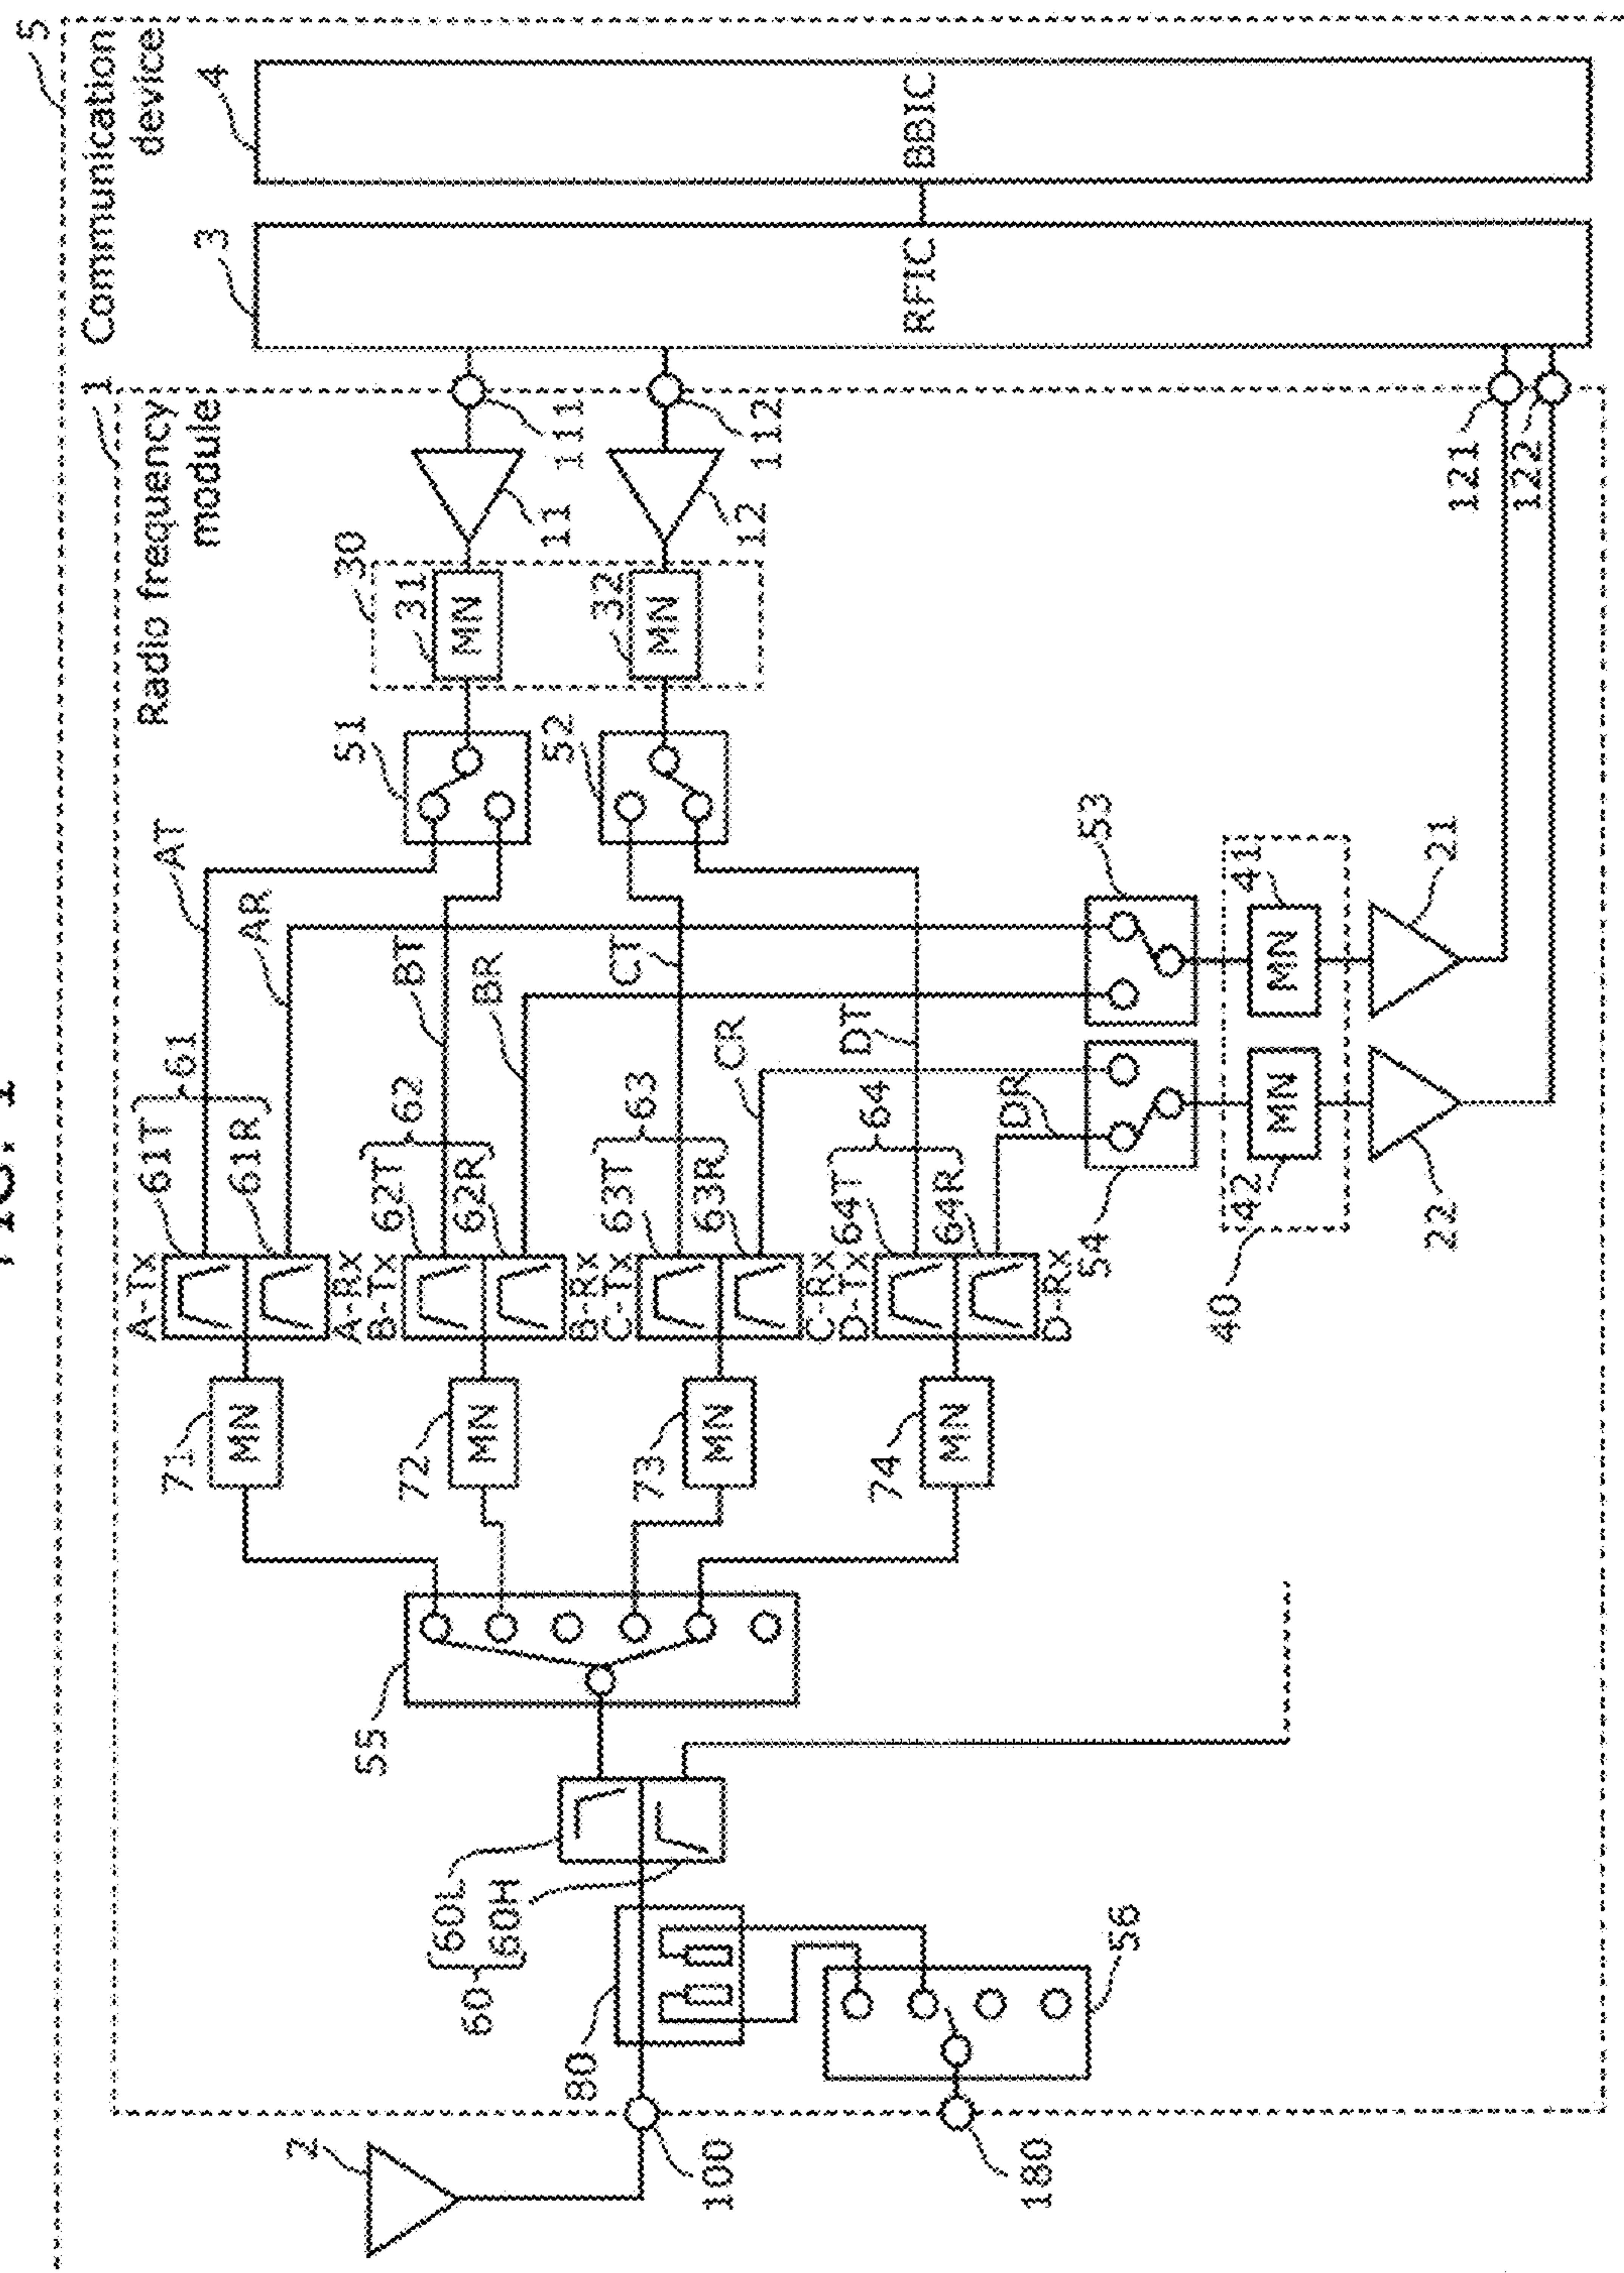 FIG. 1
5
Communication
device
1
Radio frequency
module
3
4
RFIC
BBIC
2
100
180
80
60
60L
60H
56
55
71
MN
72
MN
73
MN
74
MN
A-Tx
A-Rx
B-Tx
B-Rx
C-Tx
C-Rx
D-Tx
D-Rx
61T
61R
61
62T
62R
62
63T
63R
63
64T
64R
64
AT
AR
BT
BR
CT
CR
DT
DR
51
52
30
31
MN
32
MN
11
12
111
112
53
54
40
41
MN
42
MN
21
22
121
122